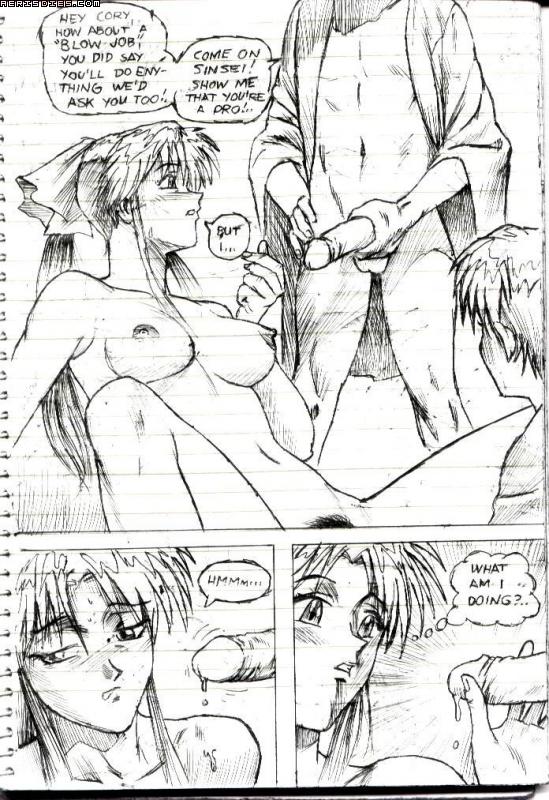 AERISDIES.COM
HEY CORY,
HOW ABOUT A
"BLOW-JOB",
YOU DID SAY
YOU'LL DO ENY-
THING WE'D
ASK YOU TOO!..
COME ON
SINSEI!
SHOW ME
THAT YOU'RE
A PRO!..
BUT
I...
HMMM...
WHAT
AM I
DOING?..